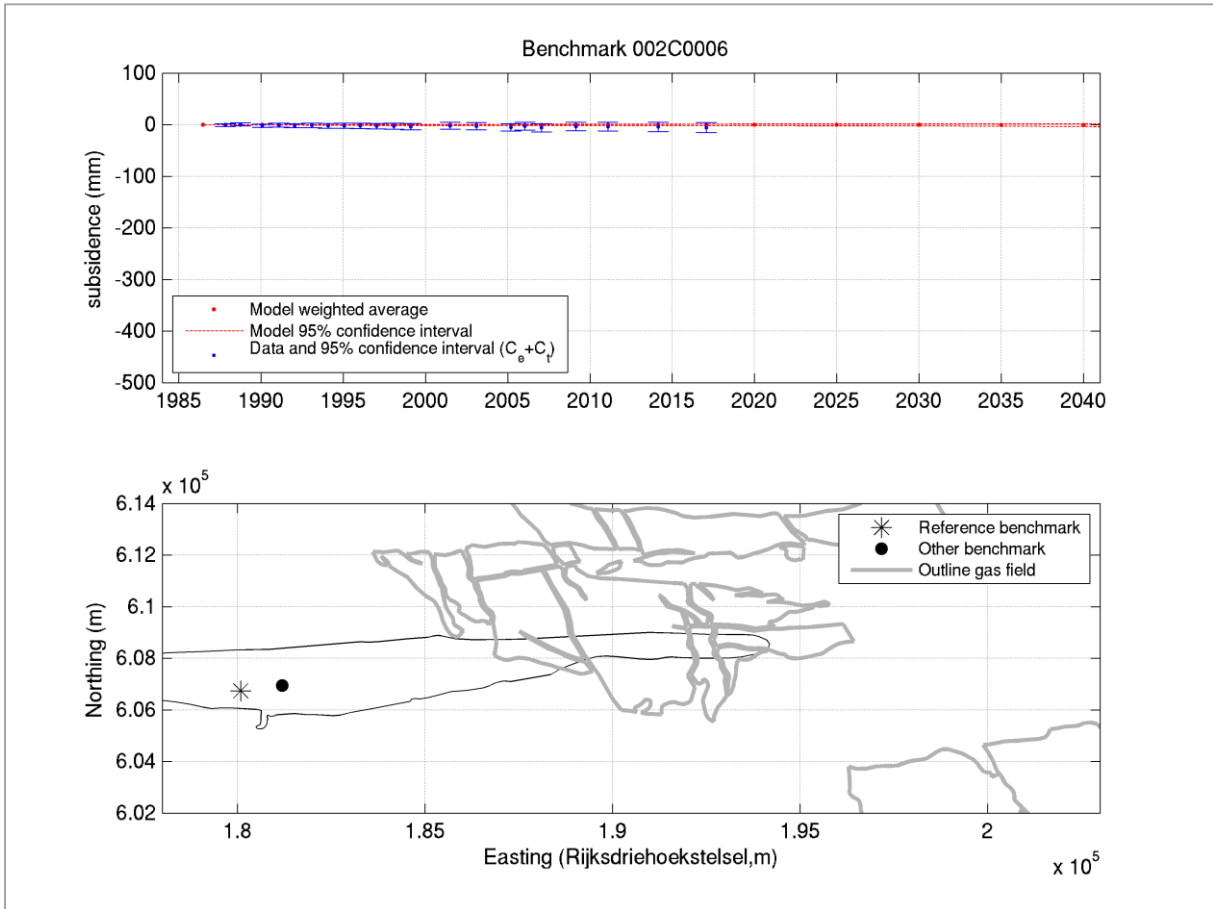 Benchmark 002C0006
100
0
-100
-200
-300
-400
-500
subsidence (mm)
Model weighted average
Model 95% confidence interval
Data and 95% confidence interval (C_e+C_t)
1985 1990 1995 2000 2005 2010 2015 2020 2025 2030 2035 2040
x 10^5
6.14
6.12
6.1
6.08
6.06
6.04
6.02
Northing (m)
Reference benchmark
Other benchmark
Outline gas field
1.8 1.85 1.9 1.95 2
Easting (Rijksdriehoekstelsel,m)
x 10^5